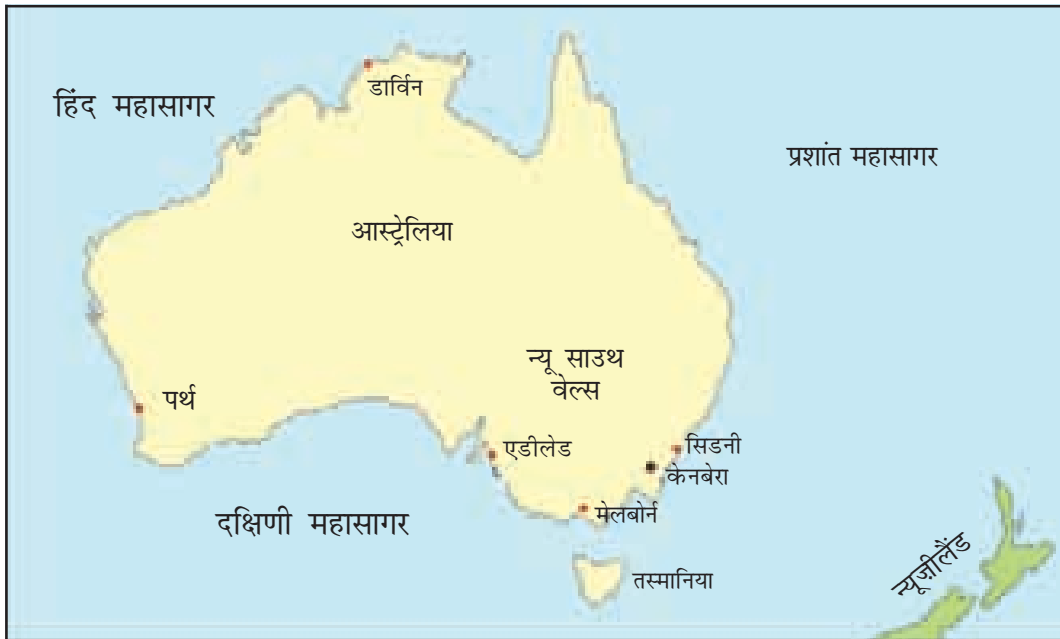 डार्विन
हिंद महासागर
प्रशांत महासागर
आस्ट्रेलिया
न्यू साउथ
वेल्स
पर्थ
एडीलेड
सिडनी
केनबेरा
मेलबोर्न
दक्षिणी महासागर
न्यूज़ीलैंड
तस्मानिया